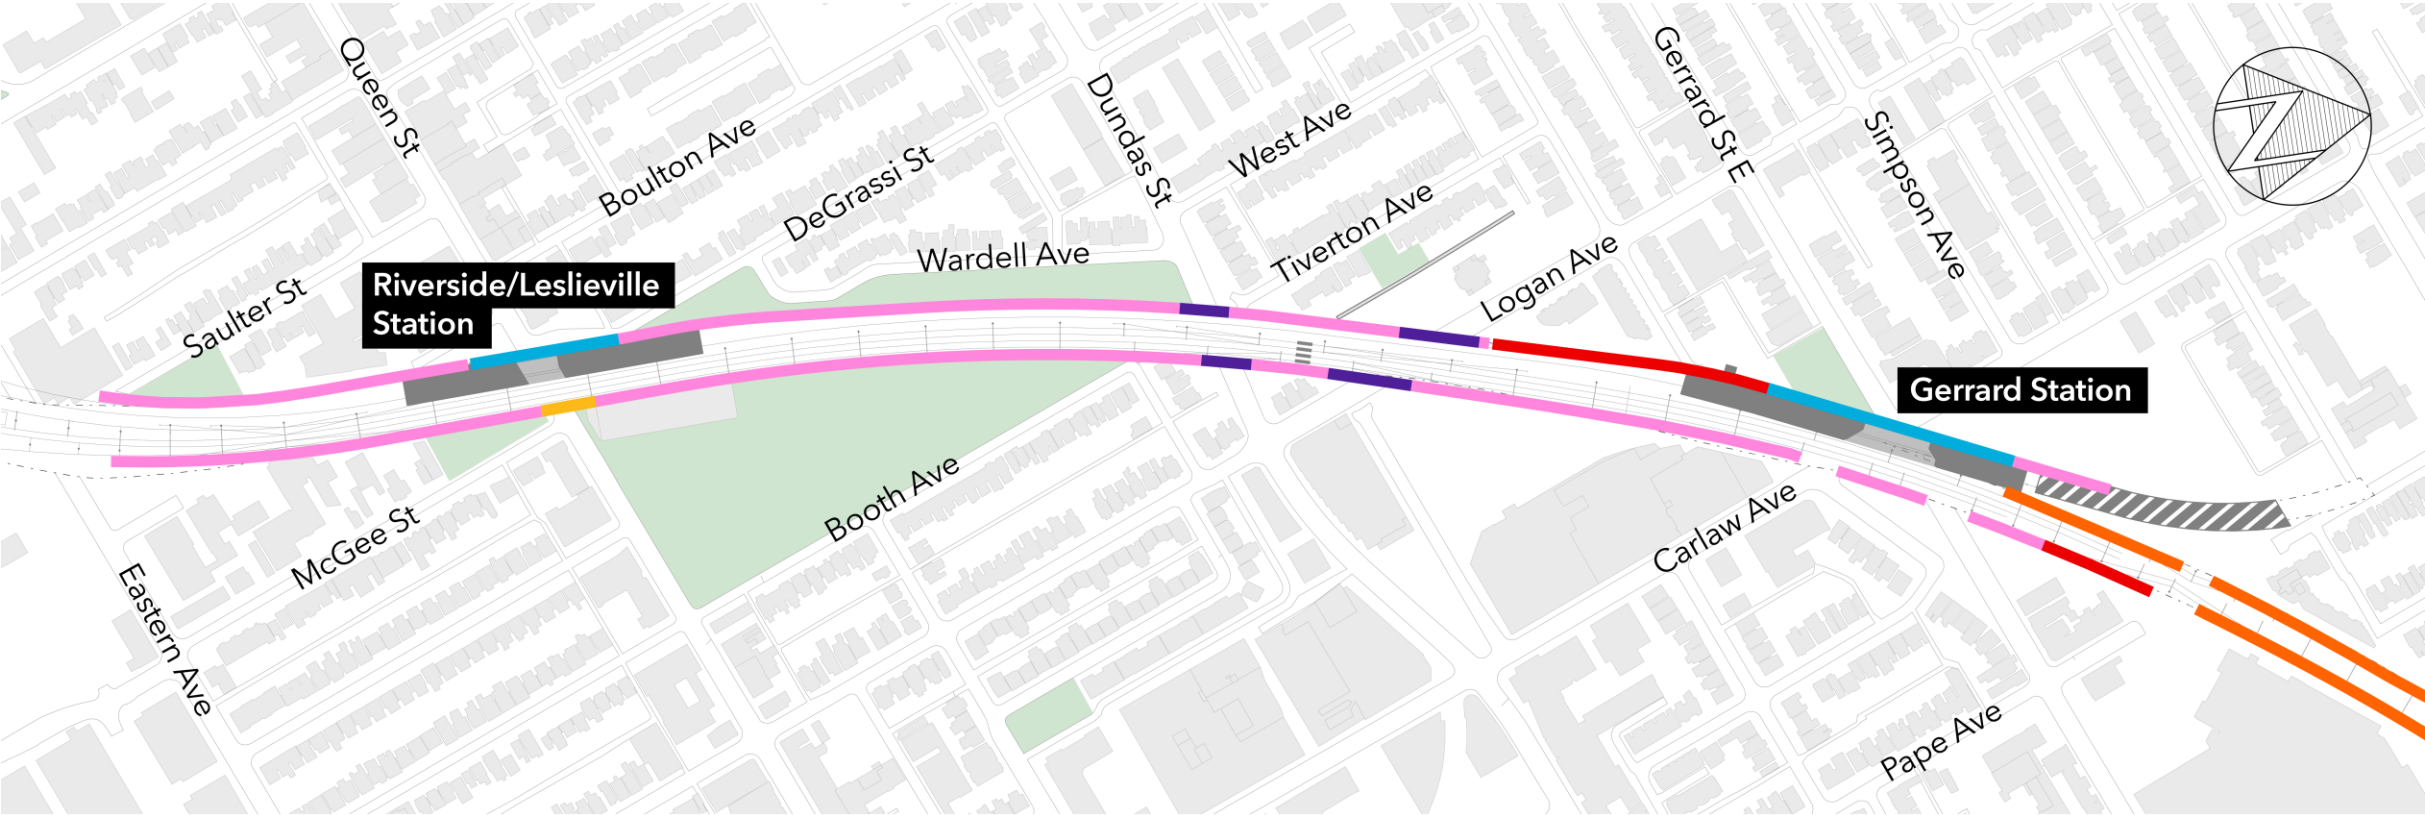 Queen St
Boulton Ave
DeGrassi St
Dundas St
West Ave
Gerrard St E
Simpson Ave
Tiverton Ave
Logan Ave
Wardell Ave
Saulter St
Riverside/Leslieville
Station
Gerrard Station
Booth Ave
McGee St
Eastern Ave
Carlaw Ave
Pape Ave
N